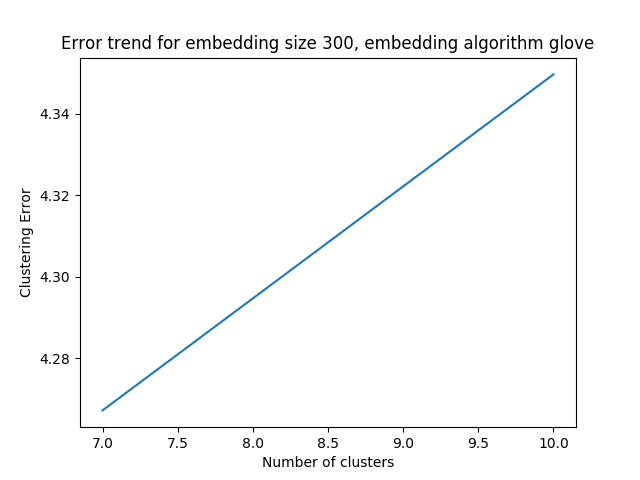 Error trend for embedding size 300, embedding algorithm glove
4.34
4.32
4.30
4.28
Clustering Error
7.0 7.5 8.0 8.5 9.0 9.5 10.0
Number of clusters